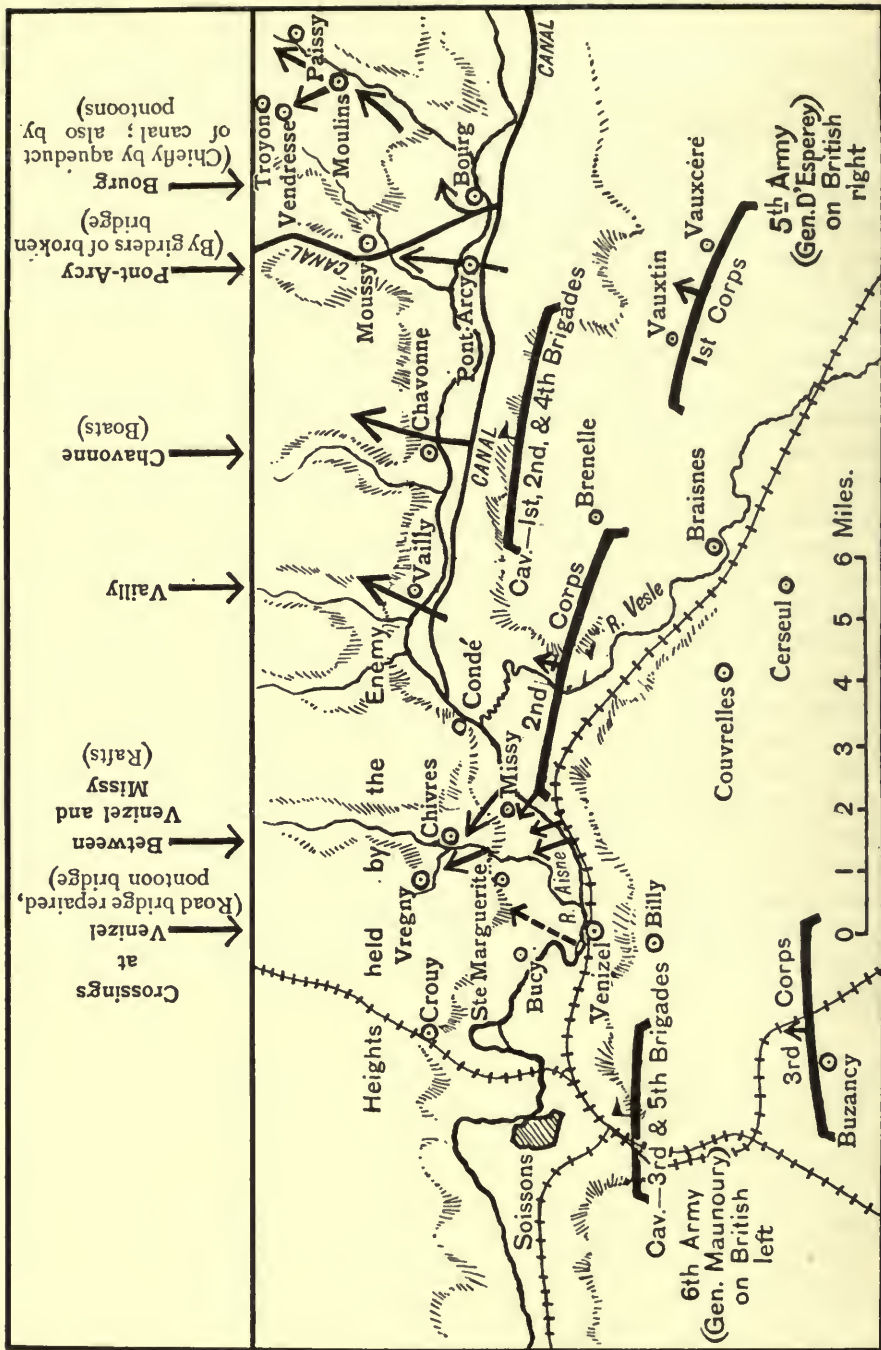 Crossings
at
Venizel
(Road bridge repaired,
pontoon bridge)
Between
Venizel and
Missy
(Rafts)
Vailly
Chavonne
(Boats)
Pont-Arcy
(By girders of broken
bridge)
Bourg
(Chiefly by aqueduct
of canal; also by
pontoons)
Heights held by the Enemy
Crouy
Vregny
Chivres
Ste Marguerite
Bucy
Missy
Condé
Vailly
Chavonne
Pont-Arcy
Moussy
CANAL
Bourg
Troyon
Vendresse
Moulins
Paissy
CANAL
CANAL
Soissons
Venizel
R. Aisne
Billy
2nd Corps
R. Vesle
Cav.—1st, 2nd, & 4th Brigades
Brenelle
Braisnes
Vauxtin
Vauxcéré
1st Corps
5th Army
(Gen. D'Esperey)
on British
right
Cav.—3rd & 5th Brigades
6th Army
(Gen. Maunoury)
on British
left
3rd Corps
Buzancy
Couvrelles
Cerseul
0 1 2 3 4 5 6 Miles.